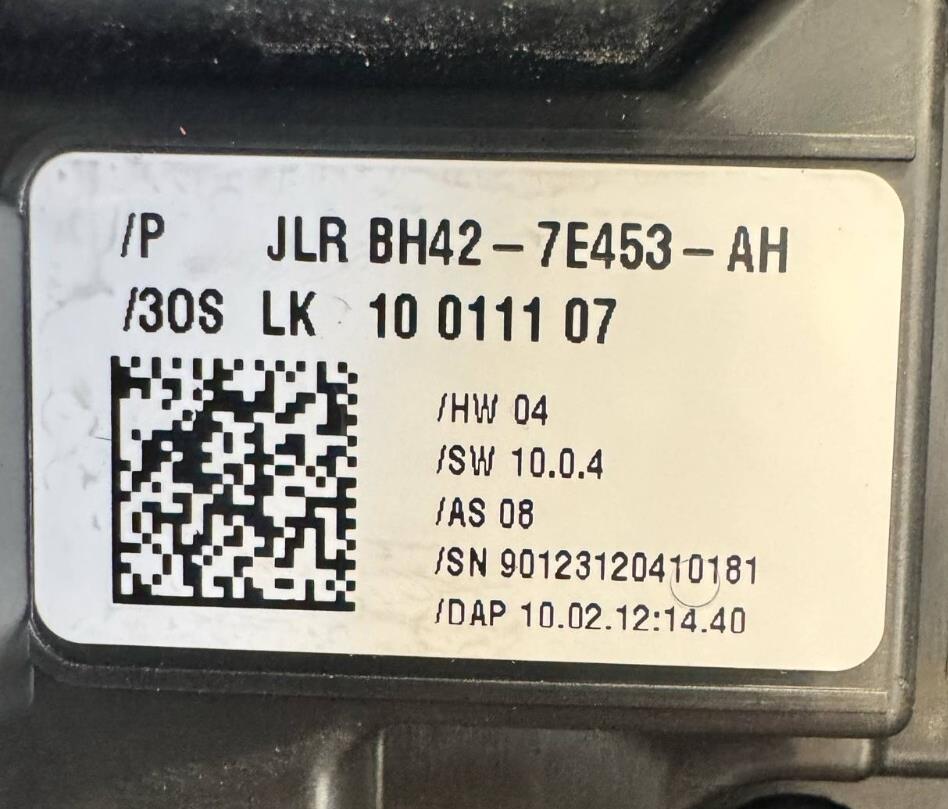 /P JLR BH42-7E453-AH
/30S LK 10 0111 07
/HW 04
/SW 10.0.4
/AS 08
/SN 90123120410181
/DAP 10.02.12:14.40